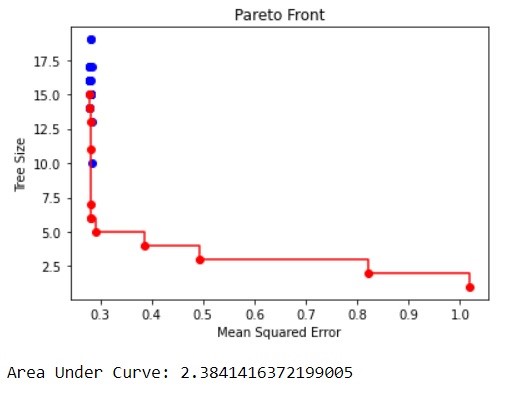 Pareto Front
17.5
15.0
12.5
10.0
7.5
5.0
2.5
Tree Size
0.3 0.4 0.5 0.6 0.7 0.8 0.9 1.0
Mean Squared Error
Area Under Curve: 2.3841416372199005